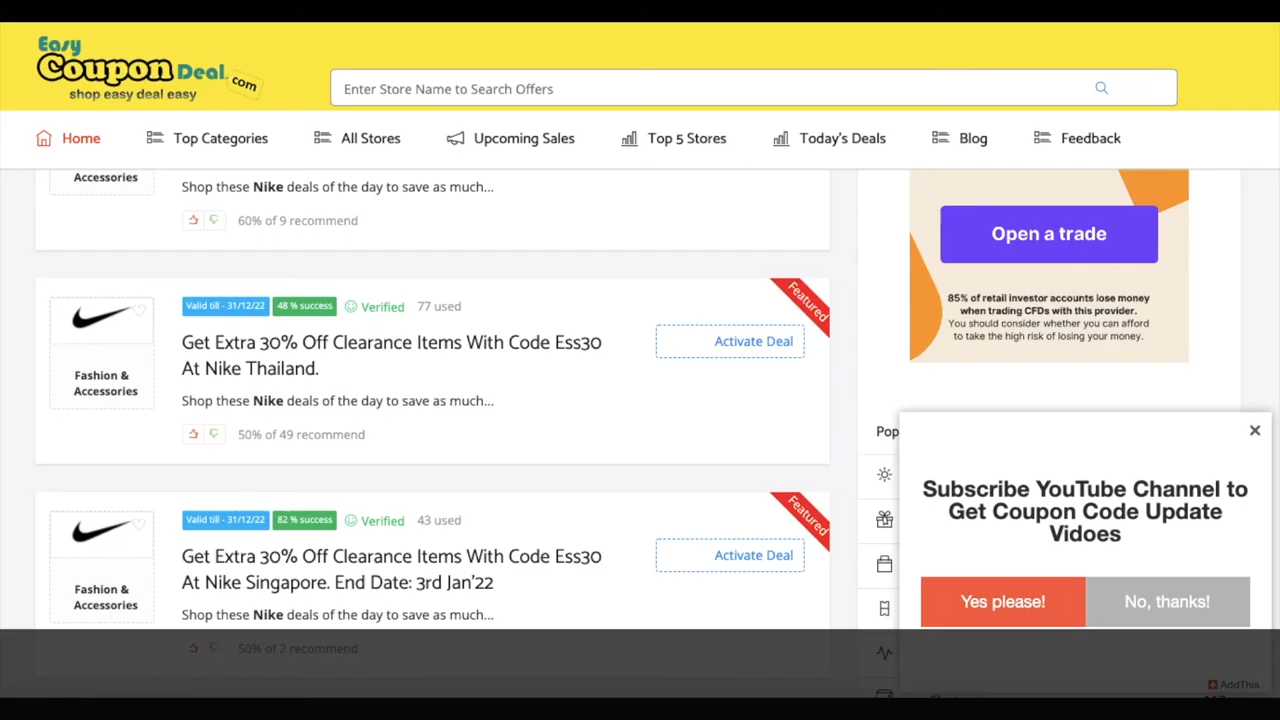 Easy
Coupon Deal.com
shop easy deal easy
Enter Store Name to Search Offers
Home
Top Categories
All Stores
Upcoming Sales
Top 5 Stores
Today's Deals
Blog
Feedback
Accessories
Shop these Nike deals of the day to save as much...
60% of 9 recommend
Open a trade
85% of retail investor accounts lose money
when trading CFDs with this provider.
You should consider whether you can afford
to take the high risk of losing your money.
Valid till - 31/12/22
48 % success
Verified
77 used
Featured
Get Extra 30% Off Clearance Items With Code Ess30
At Nike Thailand.
Activate Deal
Fashion &
Accessories
Shop these Nike deals of the day to save as much...
50% of 49 recommend
Pop
Valid till - 31/12/22
82 % success
Verified
43 used
Featured
Get Extra 30% Off Clearance Items With Code Ess30
At Nike Singapore. End Date: 3rd Jan'22
Activate Deal
Fashion &
Accessories
Shop these Nike deals of the day to save as much...
50% of 2 recommend
Subscribe YouTube Channel to
Get Coupon Code Update
Vidoes
Yes please!
No, thanks!
AddThis